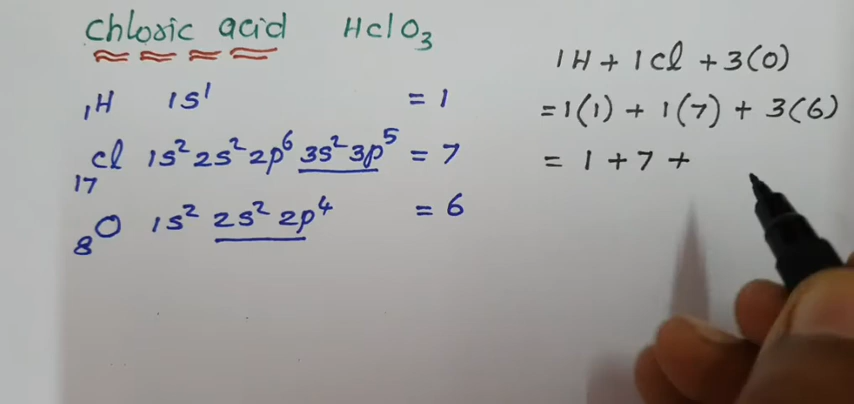 Chloric acid HClO₃
₁H 1s¹ = 1
₁₇Cl 1s² 2s² 2p⁶ 3s² 3p⁵ = 7
₈O 1s² 2s² 2p⁴ = 6
1H + 1Cl + 3(O)
= 1(1) + 1(7) + 3(6)
= 1 + 7 +